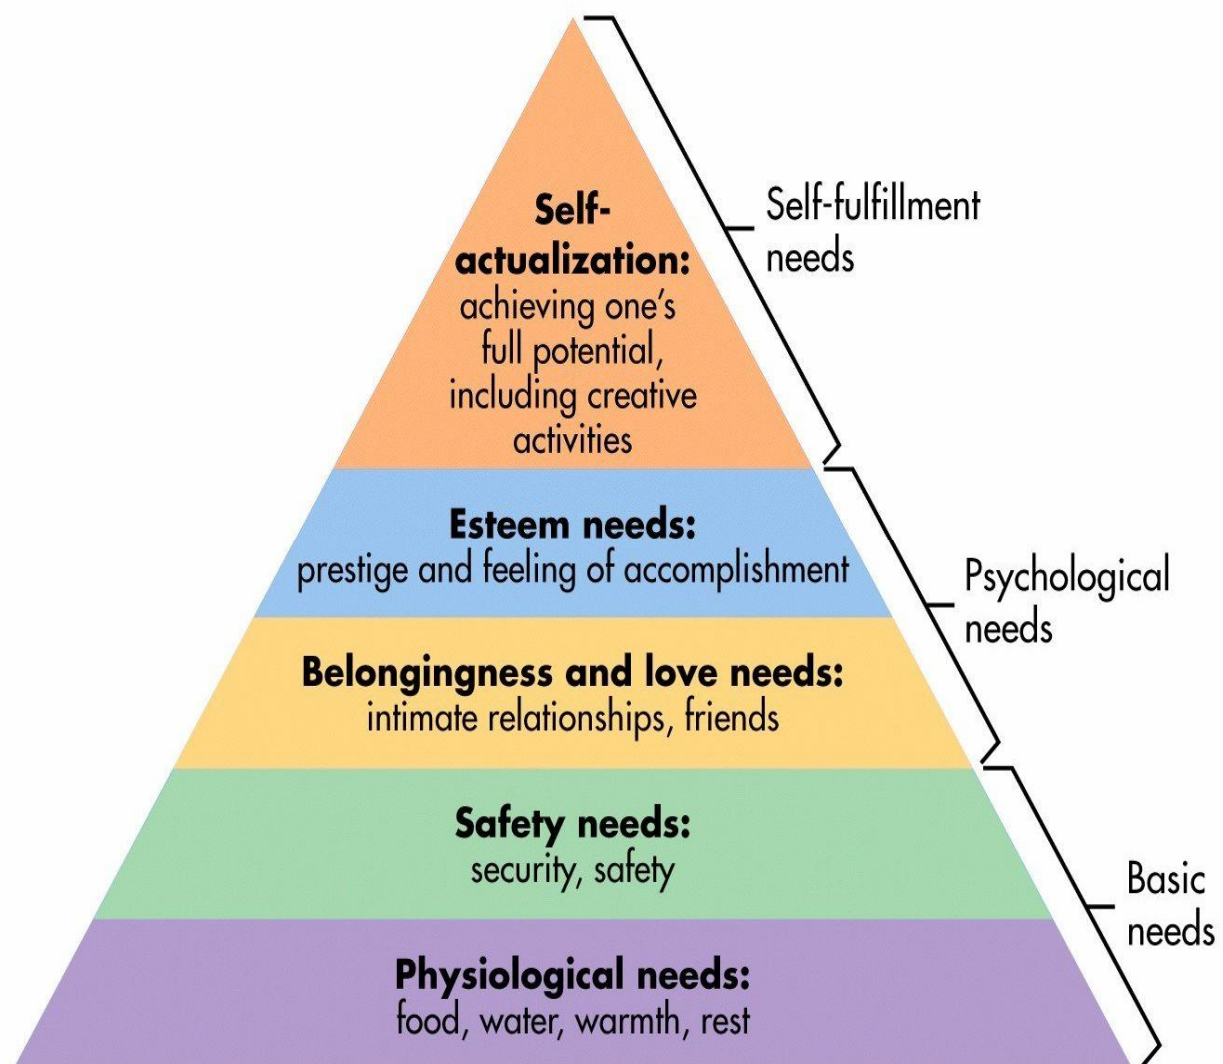 Self-
actualization:
achieving one's
full potential,
including creative
activities
Self-fulfillment
needs
Esteem needs:
prestige and feeling of accomplishment
Psychological
needs
Belongingness and love needs:
intimate relationships, friends
Safety needs:
security, safety
Basic
needs
Physiological needs:
food, water, warmth, rest